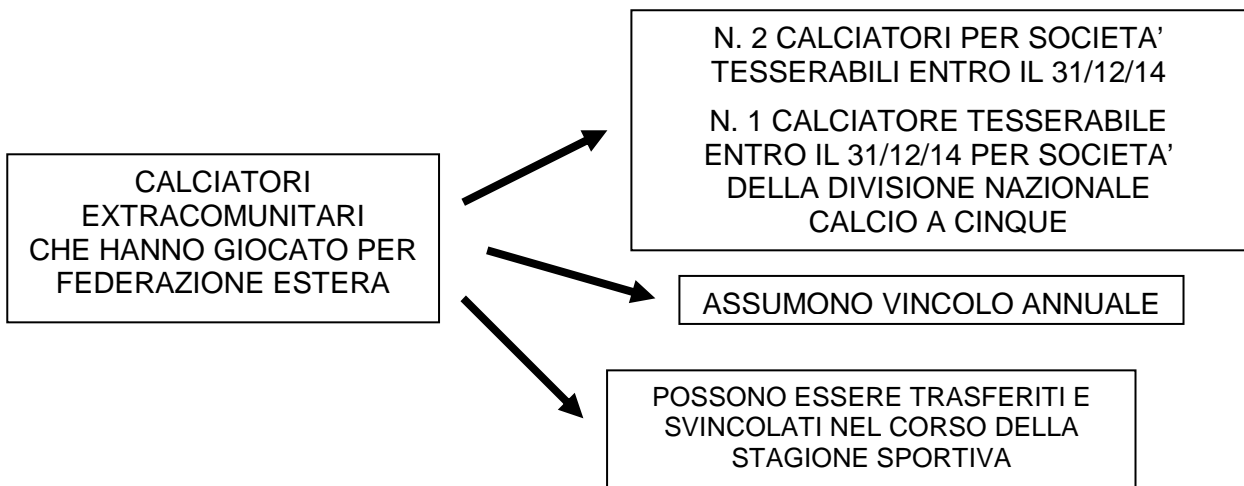 CALCIATORI
EXTRACOMUNITARI
CHE HANNO GIOCATO PER
FEDERAZIONE ESTERA
N. 2 CALCIATORI PER SOCIETA'
TESSERABILI ENTRO IL 31/12/14
N. 1 CALCIATORE TESSERABILE
ENTRO IL 31/12/14 PER SOCIETA'
DELLA DIVISIONE NAZIONALE
CALCIO A CINQUE
ASSUMONO VINCOLO ANNUALE
POSSONO ESSERE TRASFERITI E
SVINCOLATI NEL CORSO DELLA
STAGIONE SPORTIVA